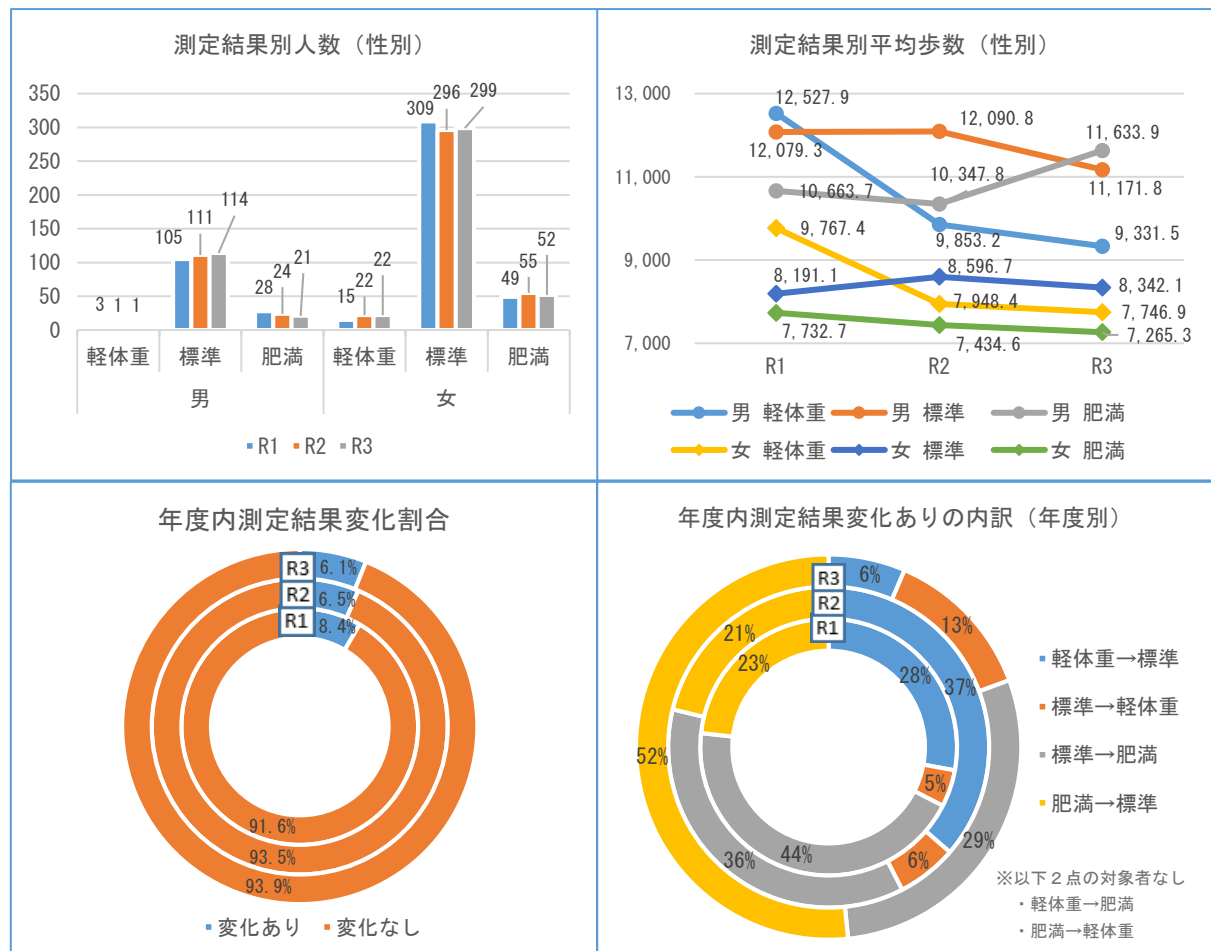 測定結果別人数（性別）
350
300
250
200
150
100
50
0
309
296
299
105
111
114
3
1
1
28
24
21
15
22
22
49
55
52
軽体重
標準
肥満
軽体重
標準
肥満
男
女
R1
R2
R3
測定結果別平均歩数（性別）
13,000
11,000
9,000
7,000
12,527.9
12,090.8
11,633.9
12,079.3
10,663.7
10,347.8
11,171.8
9,767.4
9,853.2
9,331.5
8,191.1
8,596.7
8,342.1
7,948.4
7,746.9
7,732.7
7,434.6
7,265.3
R1
R2
R3
男 軽体重
男 標準
男 肥満
女 軽体重
女 標準
女 肥満
年度内測定結果変化割合
R3
6.1%
R2
6.5%
R1
8.4%
91.6%
93.5%
93.9%
変化あり
変化なし
年度内測定結果変化ありの内訳（年度別）
R3
6%
R2
R1
13%
21%
23%
28%
37%
52%
5%
6%
29%
36%
44%
軽体重→標準
標準→軽体重
標準→肥満
肥満→標準
※以下２点の対象者なし
・軽体重→肥満
・肥満→軽体重